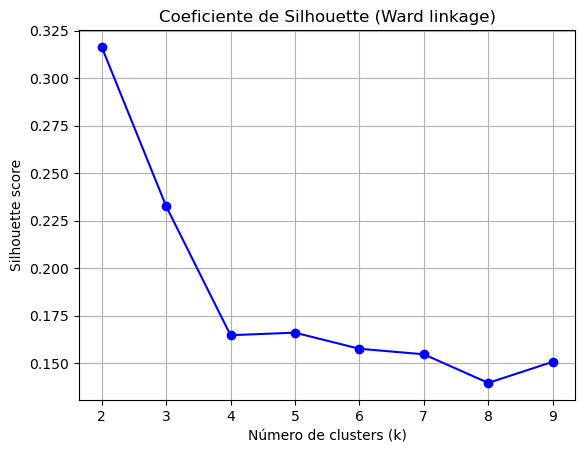 Coeficiente de Silhouette (Ward linkage)
Silhouette score
0.325
0.300
0.275
0.250
0.225
0.200
0.175
0.150
2 3 4 5 6 7 8 9
Número de clusters (k)